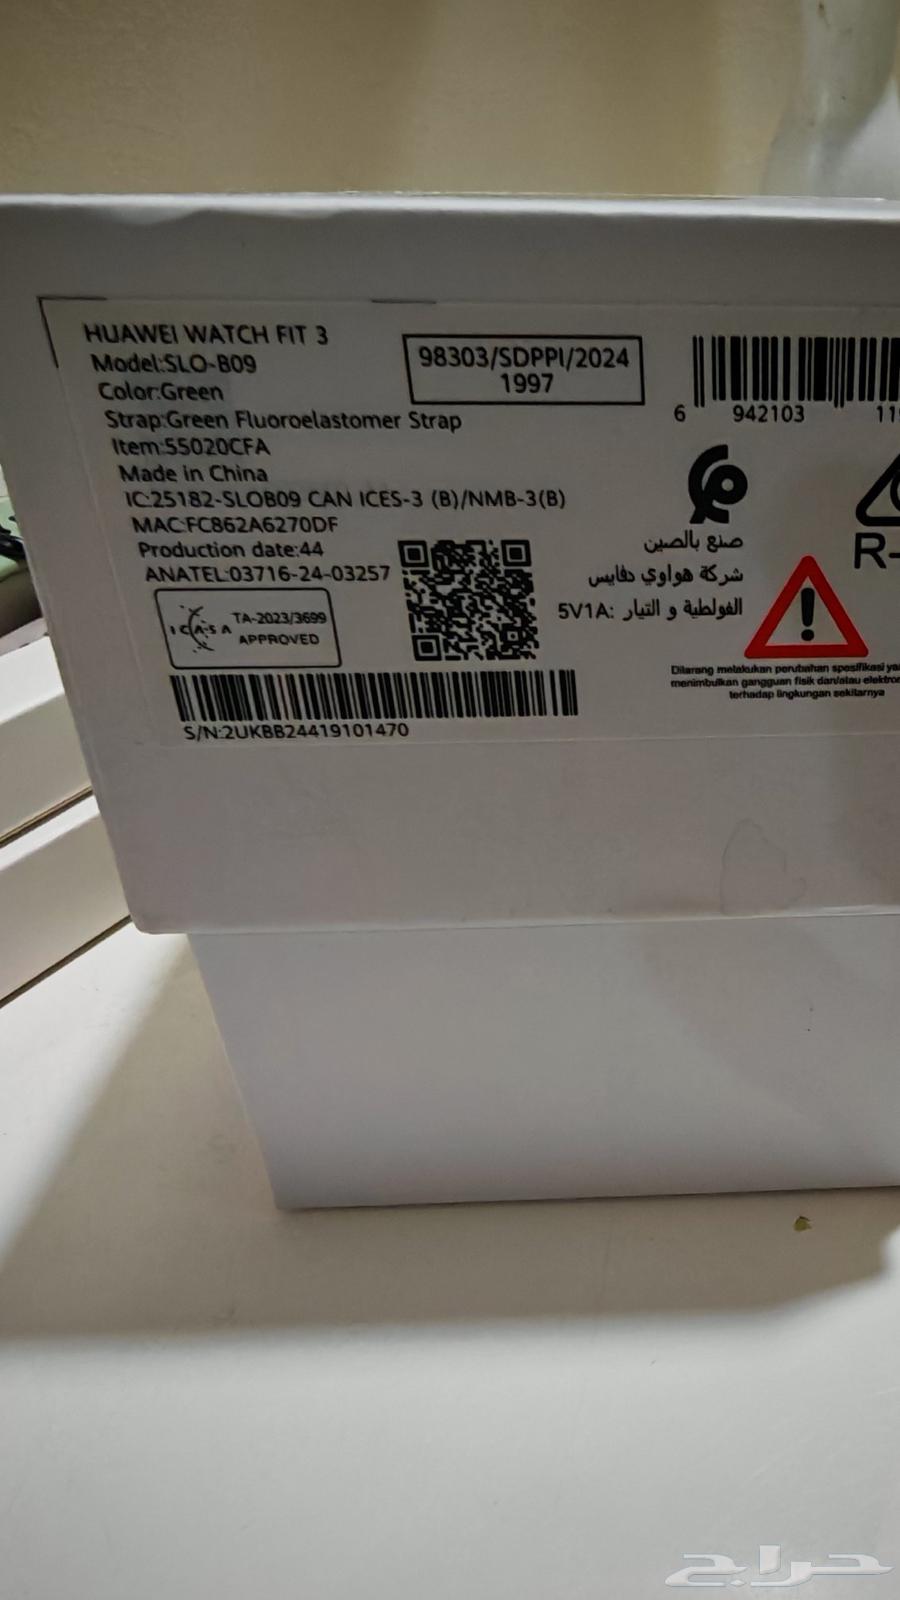 HUAWEI WATCH FIT 3
Model:SLO-B09
Color:Green
Strap:Green Fluoroelastomer Strap
Item:55020CFA
Made in China
IC:25182-SLOB09 CAN ICES-3 (B)/NMB-3(B)
MAC:FC862A6270DF
Production date:44
ANATEL:03716-24-03257
ICASA TA-2023/3699
APPROVED
S/N:2UKBB24419101470
98303/SDPPI/2024
1997
6 942103 11
صنع بالصين
شركة هواوي دفايس
الفولطية و التيار :5V1A
R-
Dilarang melakukan perubahan spesifikasi ya
menimbulkan gangguan fisik dan/atau elektro
terhadap lingkungan sekitarnya
حراج